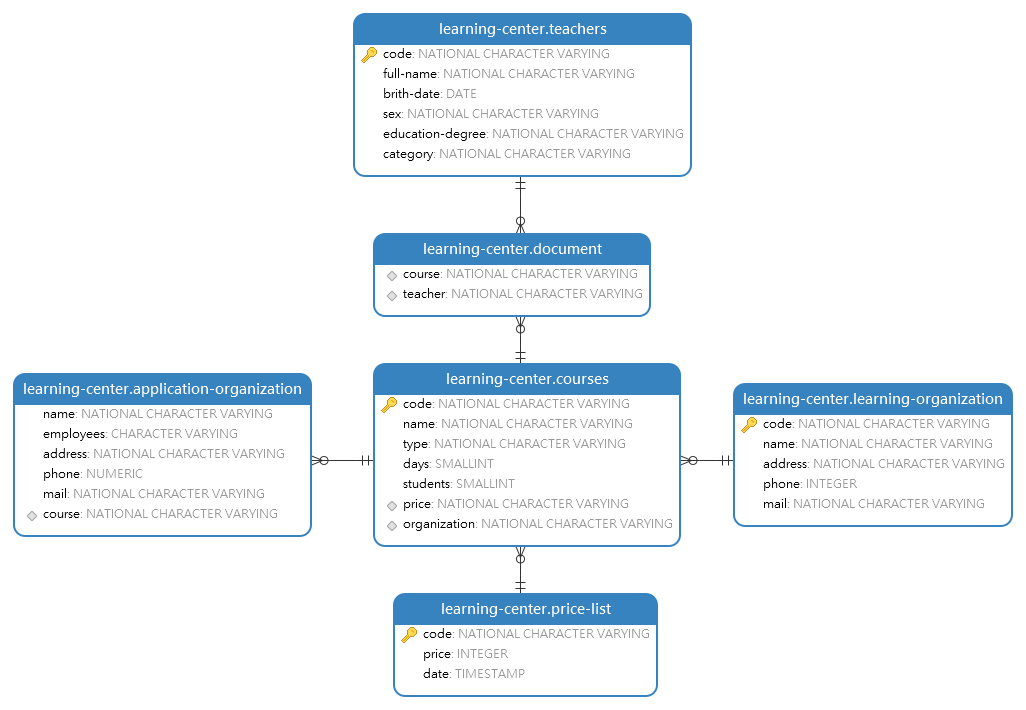 learning-center.teachers
code: NATIONAL CHARACTER VARYING
full-name: NATIONAL CHARACTER VARYING
brith-date: DATE
sex: NATIONAL CHARACTER VARYING
education-degree: NATIONAL CHARACTER VARYING
category: NATIONAL CHARACTER VARYING
learning-center.document
course: NATIONAL CHARACTER VARYING
teacher: NATIONAL CHARACTER VARYING
learning-center.application-organization
name: NATIONAL CHARACTER VARYING
employees: CHARACTER VARYING
address: NATIONAL CHARACTER VARYING
phone: NUMERIC
mail: NATIONAL CHARACTER VARYING
course: NATIONAL CHARACTER VARYING
learning-center.courses
code: NATIONAL CHARACTER VARYING
name: NATIONAL CHARACTER VARYING
type: NATIONAL CHARACTER VARYING
days: SMALLINT
students: SMALLINT
price: NATIONAL CHARACTER VARYING
organization: NATIONAL CHARACTER VARYING
learning-center.learning-organization
code: NATIONAL CHARACTER VARYING
name: NATIONAL CHARACTER VARYING
address: NATIONAL CHARACTER VARYING
phone: INTEGER
mail: NATIONAL CHARACTER VARYING
learning-center.price-list
code: NATIONAL CHARACTER VARYING
price: INTEGER
date: TIMESTAMP